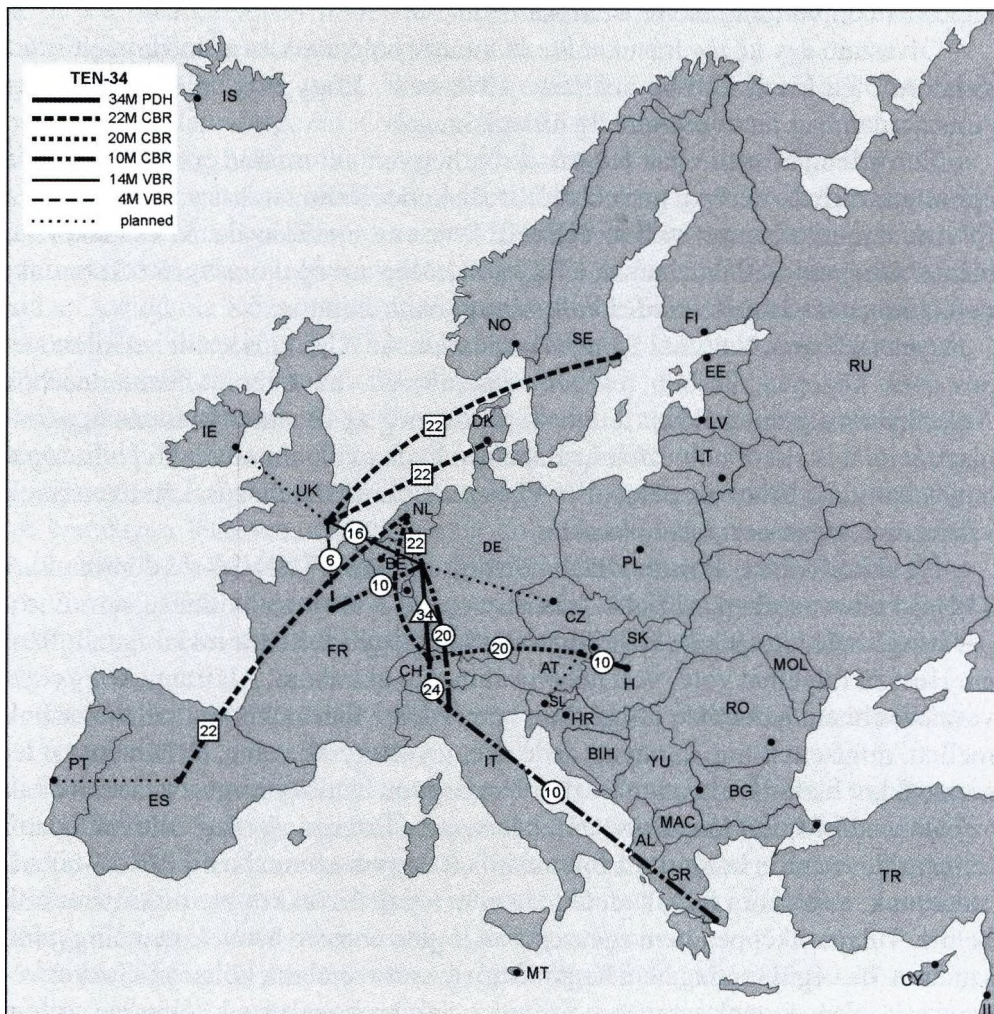 TEN-34
34M PDH
22M CBR
20M CBR
10M CBR
14M VBR
4M VBR
planned
IS
NO
SE
FI
EE
RU
LV
LT
DK
22
22
IE
UK
NL
16
22
DE
PL
6
BE
10
CZ
34
20
SK
FR
CH
20
AT
10
H
MOL
24
SL
HR
RO
IT
BIH
YU
22
PT
ES
10
BG
MAC
AL
GR
TR
MT
CY
IL